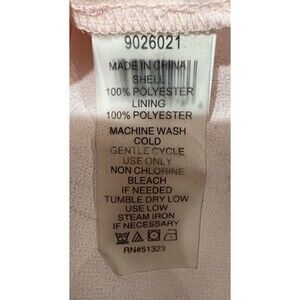 9026021
MADE IN CHINA
SHELL
100% POLYESTER
LINING
100% POLYESTER
MACHINE WASH
COLD
GENTLE CYCLE
USE ONLY
NON CHLORINE
BLEACH
IF NEEDED
TUMBLE DRY LOW
USE LOW
STEAM IRON
IF NECESSARY
RN#51323